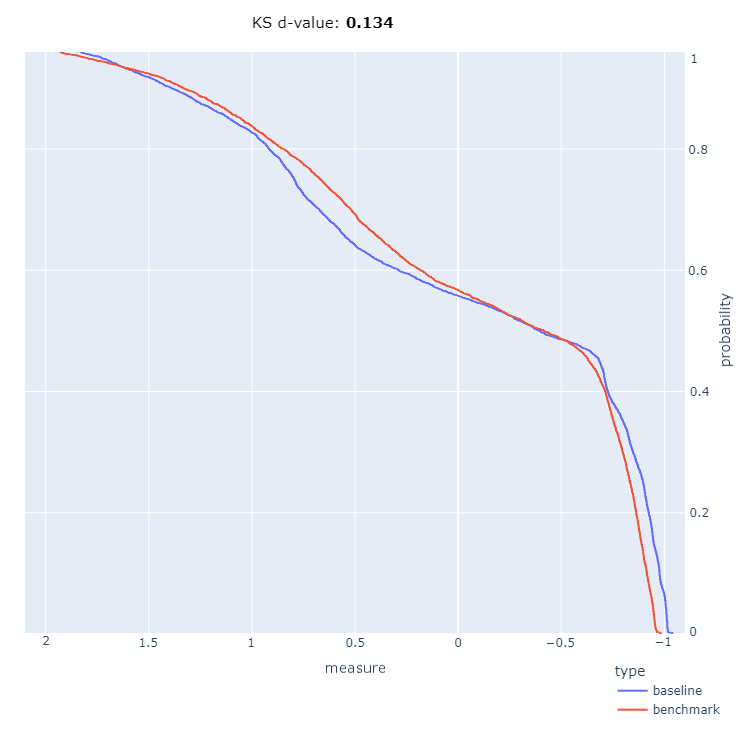 KS d-value: 0.134
1
0.8
0.6
0.4
0.2
0
probability
2 1.5 1 0.5 0 −0.5 −1
measure
type
baseline
benchmark